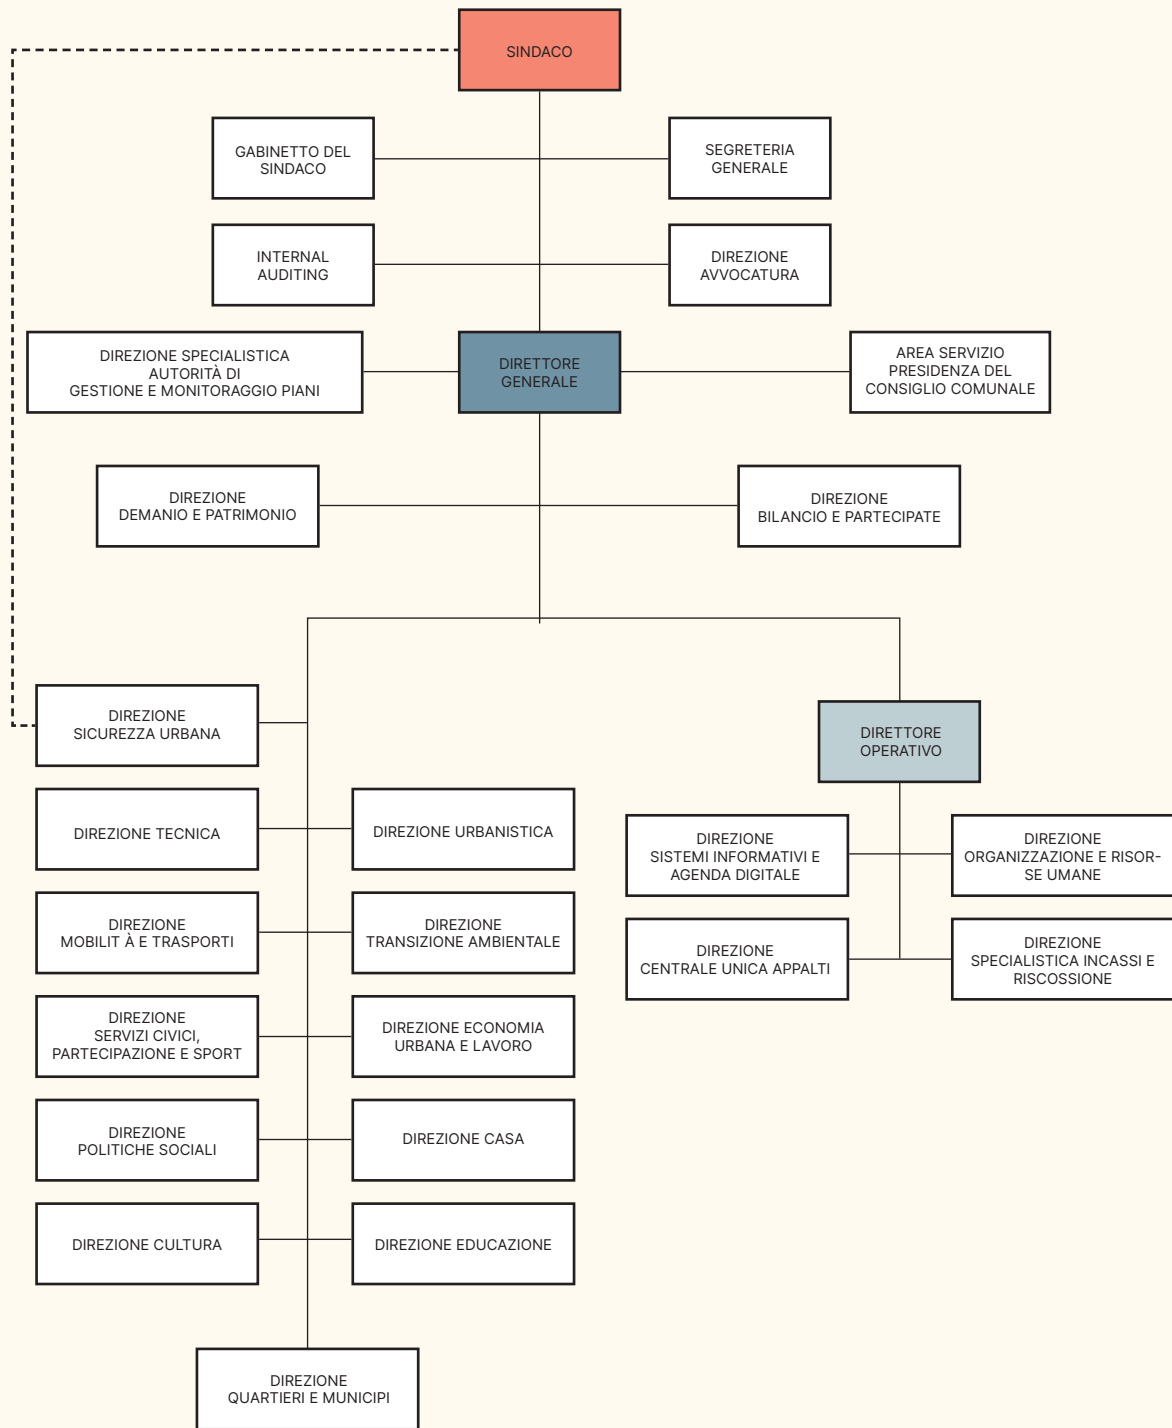 SINDACO
GABINETTO DEL
SINDACO
SEGRETERIA
GENERALE
INTERNAL
AUDITING
DIREZIONE
AVVOCATURA
DIREZIONE SPECIALISTICA
AUTORITÀ DI
GESTIONE E MONITORAGGIO PIANI
DIRETTORE
GENERALE
AREA SERVIZIO
PRESIDENZA DEL
CONSIGLIO COMUNALE
DIREZIONE
DEMANIO E PATRIMONIO
DIREZIONE
BILANCIO E PARTECIPATE
DIREZIONE
SICUREZZA URBANA
DIRETTORE
OPERATIVO
DIREZIONE TECNICA
DIREZIONE URBANISTICA
DIREZIONE
SISTEMI INFORMATIVI E
AGENDA DIGITALE
DIREZIONE
ORGANIZZAZIONE E RISOR-
SE UMANE
DIREZIONE
MOBILIT À E TRASPORTI
DIREZIONE
TRANSIZIONE AMBIENTALE
DIREZIONE
CENTRALE UNICA APPALTI
DIREZIONE
SPECIALISTICA INCASSI E
RISCOSSIONE
DIREZIONE
SERVIZI CIVICI,
PARTECIPAZIONE E SPORT
DIREZIONE ECONOMIA
URBANA E LAVORO
DIREZIONE
POLITICHE SOCIALI
DIREZIONE CASA
DIREZIONE CULTURA
DIREZIONE EDUCAZIONE
DIREZIONE
QUARTIERI E MUNICIPI